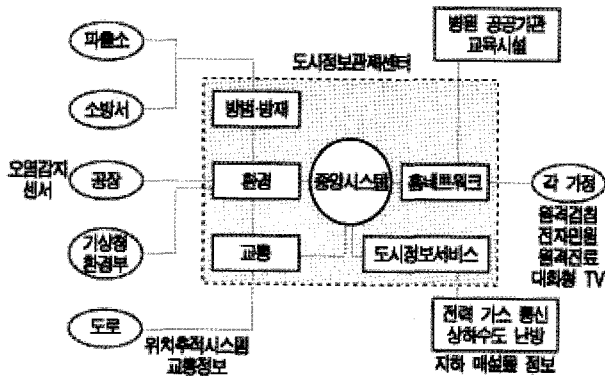 파출소
병원 공공기관
교육시설
도시정보관제센터
소방서
방범·방재
오염감지
센서
공장
환경
중앙시스템
홈네트워크
각 가정
원격검침
전자민원
원격진료
대화형 TV
기상청
환경부
교통
도시정보서비스
도로
위치추적시스템
교통정보
전력 가스 통신
상하수도 난방
지하 매설물 정보